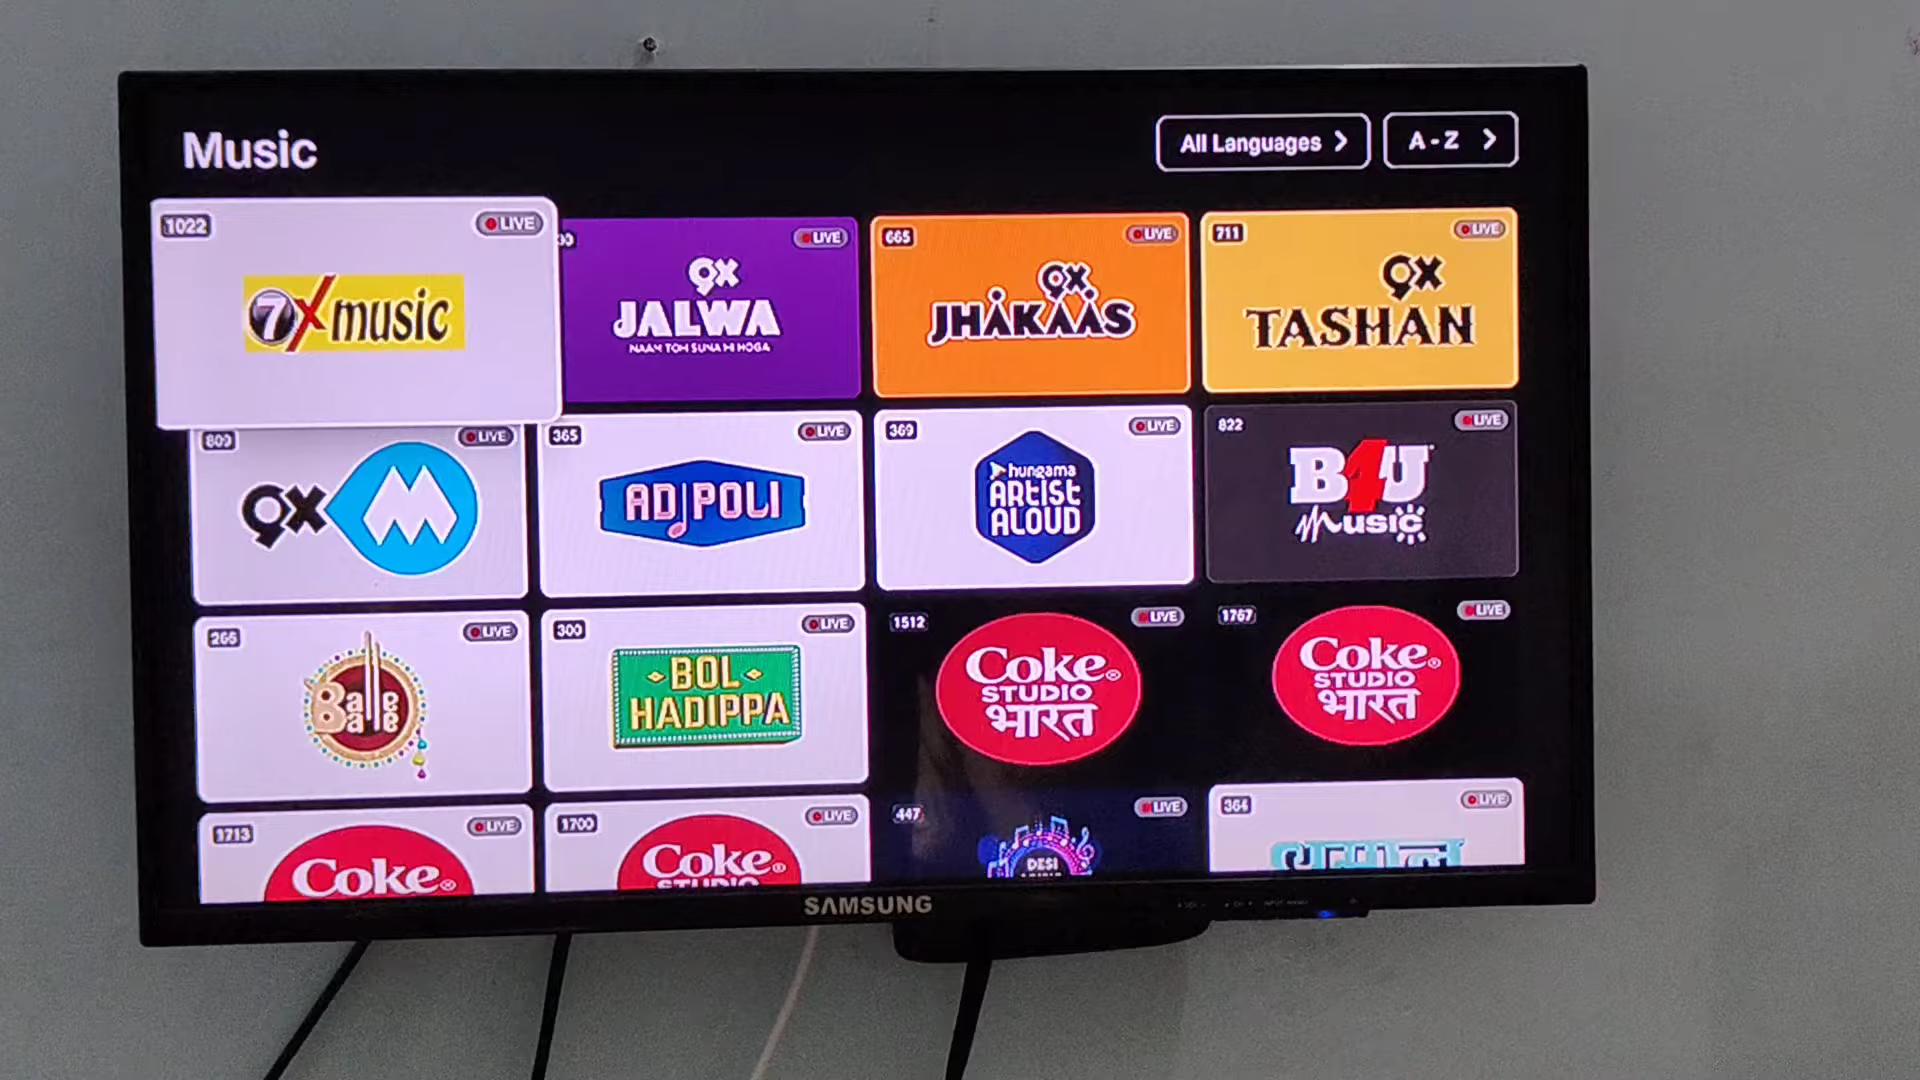 Music
All Languages
A-Z
1022
LIVE
7X music
LIVE
9X
JALWA
NAAM TOH SUNA HI HOGA
665
LIVE
9X
JHAKAAS
711
LIVE
9X
TASHAN
809
LIVE
9X M
365
LIVE
ADJPOLI
369
LIVE
hungama
ARTIST
ALOUD
822
LIVE
B4U
Music
266
LIVE
Balle
Balle
300
LIVE
BOL
HADIPPA
1512
LIVE
Coke®
STUDIO
भारत
1767
LIVE
Coke®
STUDIO
भारत
1713
LIVE
Coke®
1700
LIVE
Coke®
STUDIO
447
LIVE
DESI
364
LIVE
SAMSUNG